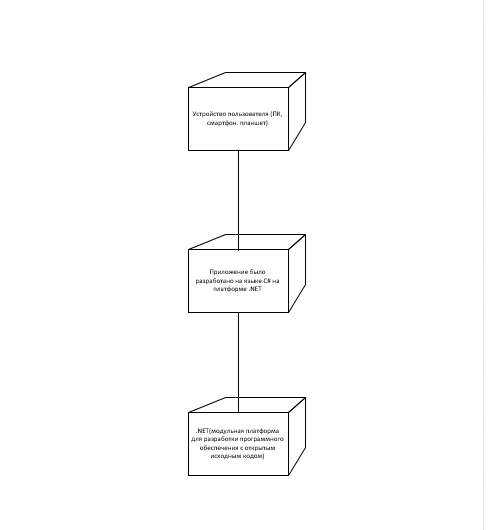 Устройство пользователя (ПК,
смартфон. планшет)
Приложение было
разработано на языке C# на
платформе .NET
.NET(модульная платформа
для разработки программного
обеспечения с открытым
исходным кодом)